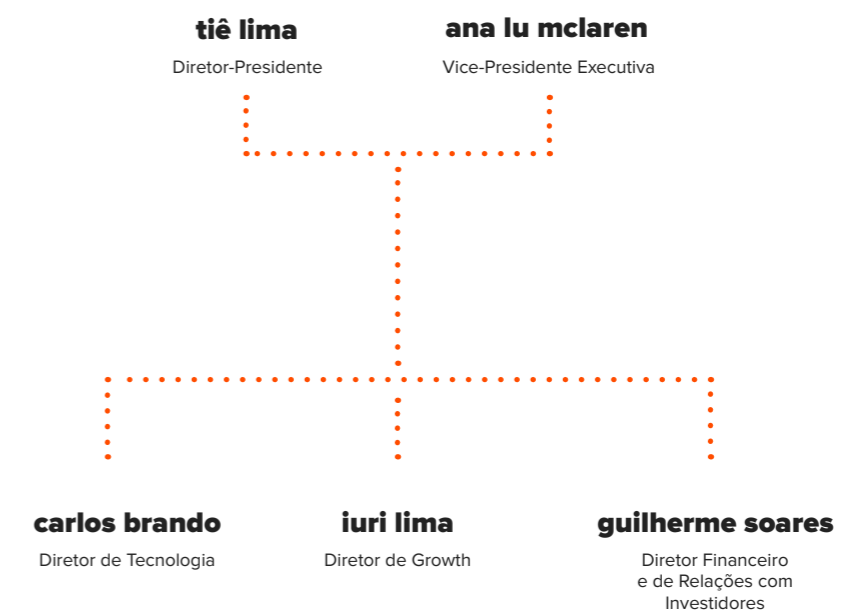 tiê lima
Diretor-Presidente
ana lu mclaren
Vice-Presidente Executiva
carlos brando
Diretor de Tecnologia
iuri lima
Diretor de Growth
guilherme soares
Diretor Financeiro
e de Relações com
Investidores